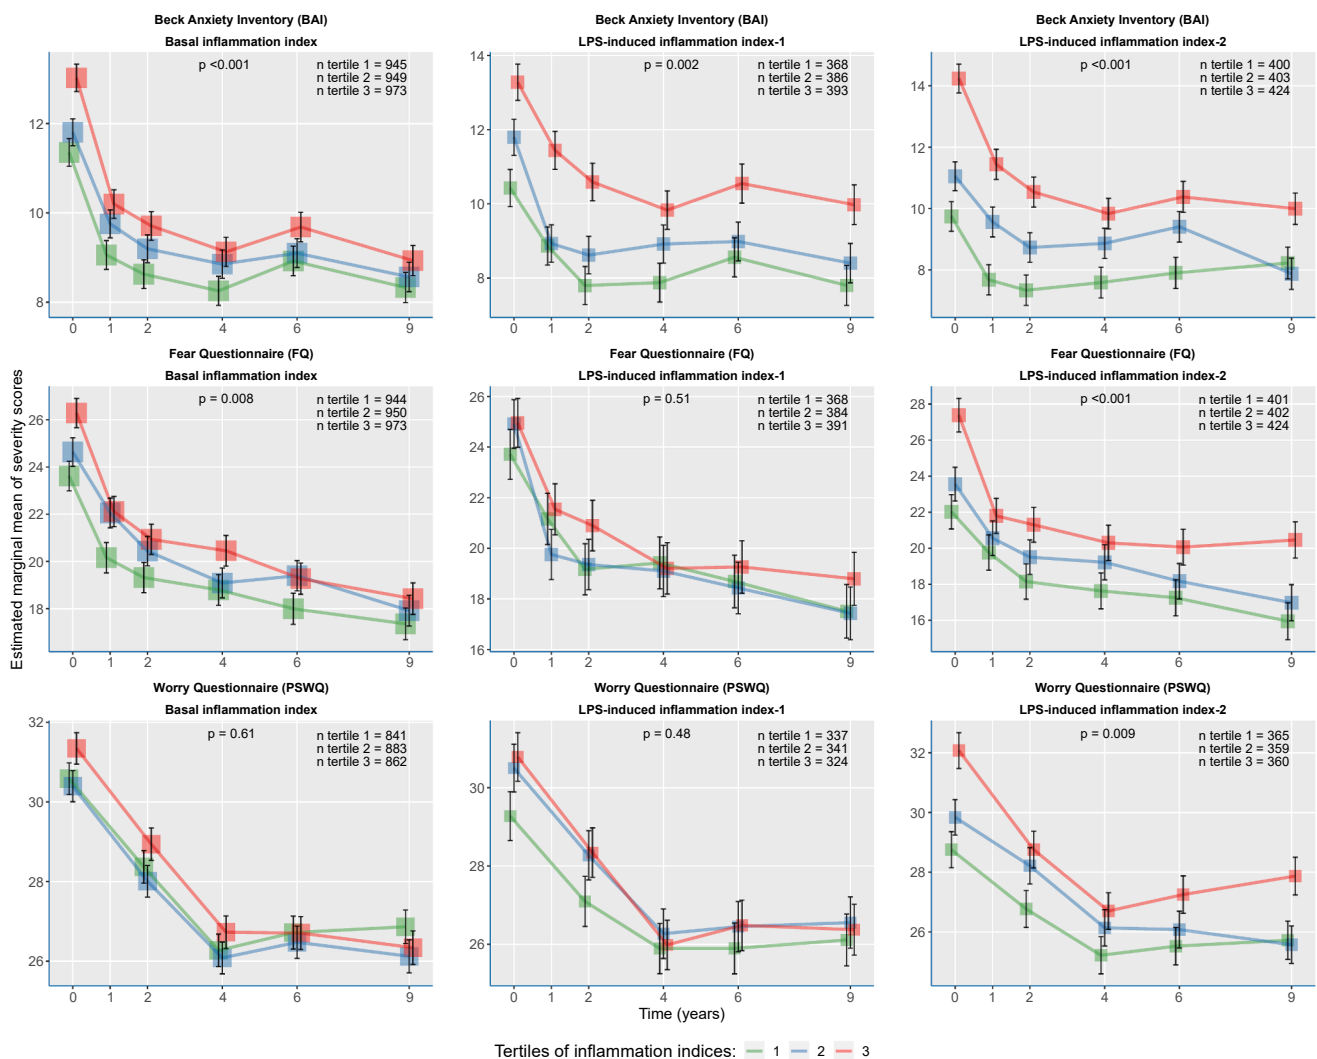 Beck Anxiety Inventory (BAI)
Basal inflammation index
p <0.001
n tertile 1 = 945
n tertile 2 = 949
n tertile 3 = 973
12
10
8
0 1 2 4 6 9
Beck Anxiety Inventory (BAI)
LPS-induced inflammation index-1
p = 0.002
n tertile 1 = 368
n tertile 2 = 386
n tertile 3 = 393
14
12
10
8
0 1 2 4 6 9
Beck Anxiety Inventory (BAI)
LPS-induced inflammation index-2
p <0.001
n tertile 1 = 400
n tertile 2 = 403
n tertile 3 = 424
14
12
10
8
0 1 2 4 6 9
Estimated marginal mean of severity scores
Fear Questionnaire (FQ)
Basal inflammation index
p = 0.008
n tertile 1 = 944
n tertile 2 = 950
n tertile 3 = 973
26
24
22
20
18
0 1 2 4 6 9
Fear Questionnaire (FQ)
LPS-induced inflammation index-1
p = 0.51
n tertile 1 = 368
n tertile 2 = 384
n tertile 3 = 391
26
24
22
20
18
16
0 1 2 4 6 9
Fear Questionnaire (FQ)
LPS-induced inflammation index-2
p <0.001
n tertile 1 = 401
n tertile 2 = 402
n tertile 3 = 424
28
26
24
22
20
18
16
0 1 2 4 6 9
Worry Questionnaire (PSWQ)
Basal inflammation index
p = 0.61
n tertile 1 = 841
n tertile 2 = 883
n tertile 3 = 862
32
30
28
26
0 1 2 4 6 9
Worry Questionnaire (PSWQ)
LPS-induced inflammation index-1
p = 0.48
n tertile 1 = 337
n tertile 2 = 341
n tertile 3 = 324
30
28
26
0 1 2 4 6 9
Worry Questionnaire (PSWQ)
LPS-induced inflammation index-2
p = 0.009
n tertile 1 = 365
n tertile 2 = 359
n tertile 3 = 360
32
30
28
26
0 1 2 4 6 9
Time (years)
Tertiles of inflammation indices: 1 2 3